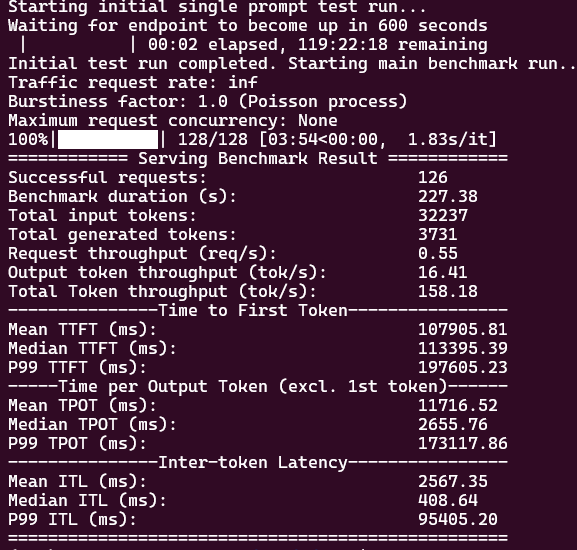 Starting initial single prompt test run...
Waiting for endpoint to become up in 600 seconds
| | 00:02 elapsed, 119:22:18 remaining
Initial test run completed. Starting main benchmark run..
Traffic request rate: inf
Burstiness factor: 1.0 (Poisson process)
Maximum request concurrency: None
100%|██████████| 128/128 [03:54<00:00, 1.83s/it]
============ Serving Benchmark Result ============
Successful requests: 126
Benchmark duration (s): 227.38
Total input tokens: 32237
Total generated tokens: 3731
Request throughput (req/s): 0.55
Output token throughput (tok/s): 16.41
Total Token throughput (tok/s): 158.18
---------------Time to First Token----------------
Mean TTFT (ms): 107905.81
Median TTFT (ms): 113395.39
P99 TTFT (ms): 197605.23
-----Time per Output Token (excl. 1st token)------
Mean TPOT (ms): 11716.52
Median TPOT (ms): 2655.76
P99 TPOT (ms): 173117.86
---------------Inter-token Latency----------------
Mean ITL (ms): 2567.35
Median ITL (ms): 408.64
P99 ITL (ms): 95405.20
==================================================